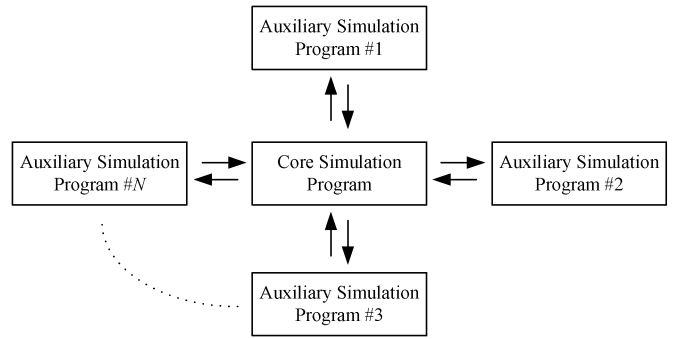 Auxiliary Simulation
Program #1
Auxiliary Simulation
Program #N
Core Simulation
Program
Auxiliary Simulation
Program #2
Auxiliary Simulation
Program #3